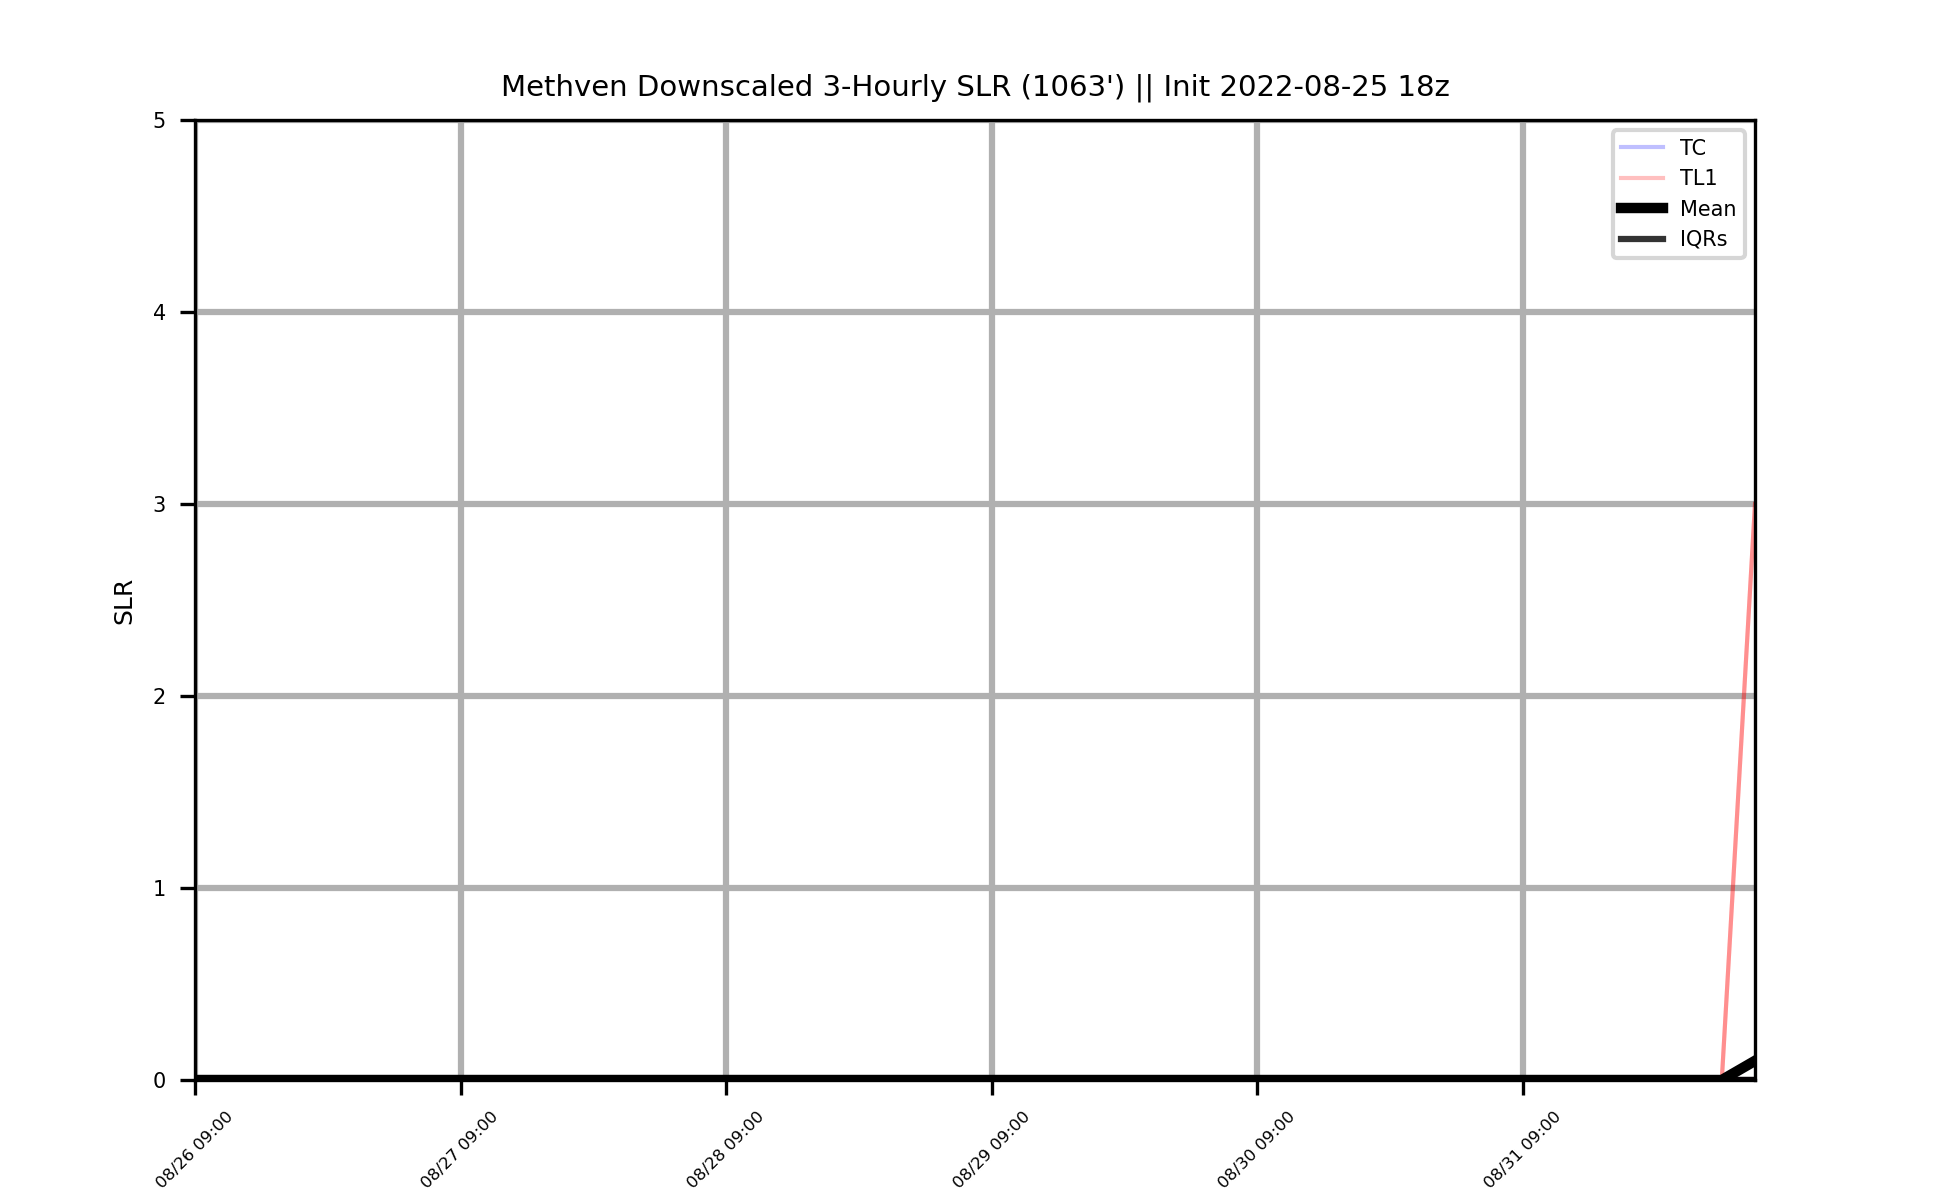 Methven Downscaled 3-Hourly SLR (1063') || Init 2022-08-25 18z
5
4
3
2
1
0
SLR
TC
TL1
Mean
IQRs
08/26 09:00
08/27 09:00
08/28 09:00
08/29 09:00
08/30 09:00
08/31 09:00